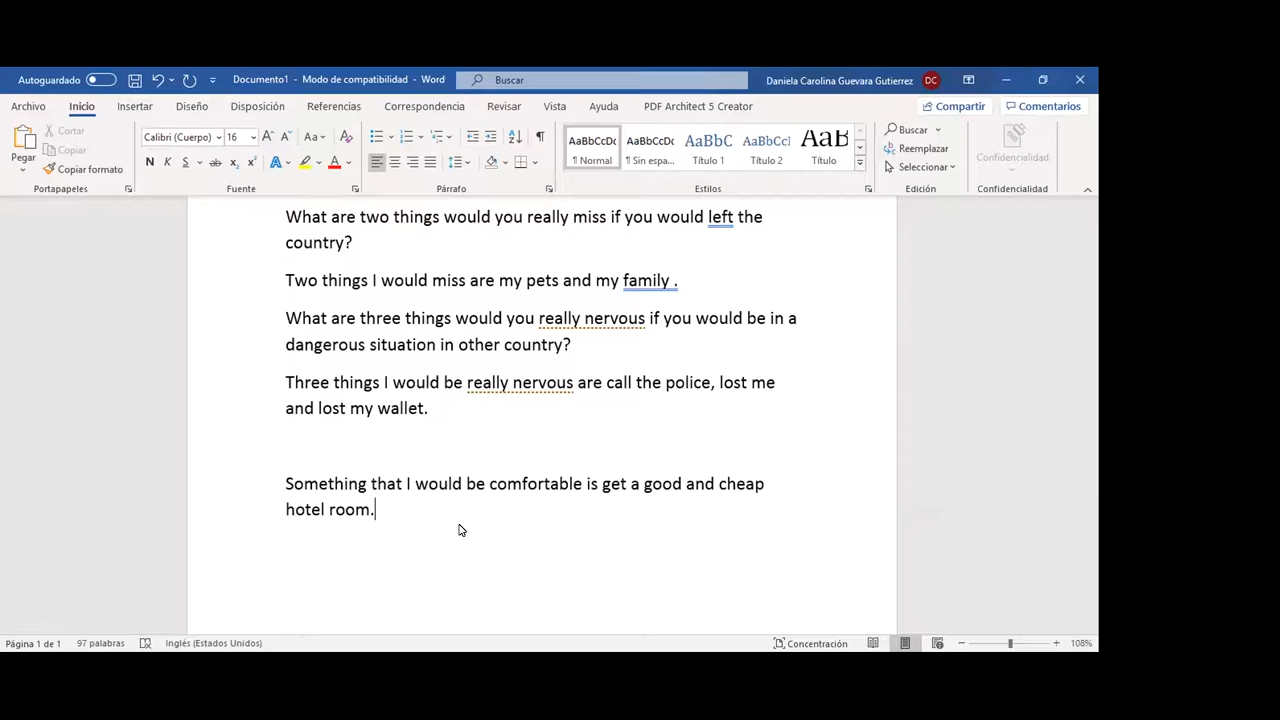 Autoguardado
Documento1 - Modo de compatibilidad - Word
Buscar
Daniela Carolina Guevara Gutierrez
DC
Archivo Inicio Insertar Diseño Disposición Referencias Correspondencia Revisar Vista Ayuda PDF Architect 5 Creator Compartir Comentarios
Pegar
Cortar
Copiar
Copiar formato
Portapapeles
Calibri (Cuerpo) 16
N K S
Fuente
Párrafo
AaBbCcDc AaBbCcDc AaBbC AaBbCcI AaB
¶ Normal ¶ Sin espa... Título 1 Título 2 Título
Estilos
Buscar
Reemplazar
Seleccionar
Edición
Confidencialidad
Confidencialidad
What are two things would you really miss if you would left the
country?
Two things I would miss are my pets and my family .
What are three things would you really nervous if you would be in a
dangerous situation in other country?
Three things I would be really nervous are call the police, lost me
and lost my wallet.
Something that I would be comfortable is get a good and cheap
hotel room.
Página 1 de 1 97 palabras Inglés (Estados Unidos) Concentración 108%